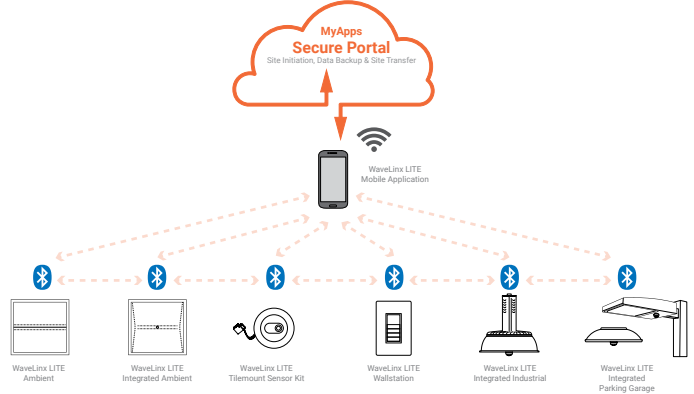 MyApps
Secure Portal
Site Initiation, Data Backup & Site Transfer
WaveLinx LITE
Mobile Application
WaveLinx LITE
Ambient
WaveLinx LITE
Integrated Ambient
WaveLinx LITE
Tilemount Sensor Kit
WaveLinx LITE
Wallstation
WaveLinx LITE
Integrated Industrial
WaveLinx LITE
Integrated
Parking Garage